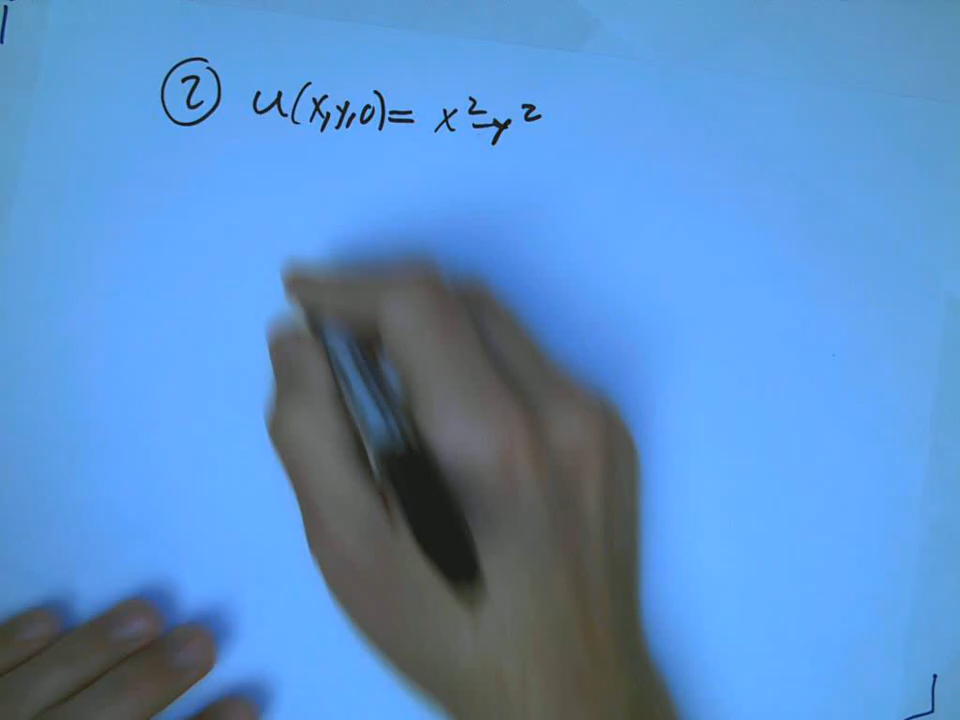 ② u(x,y,0)= x²-y²